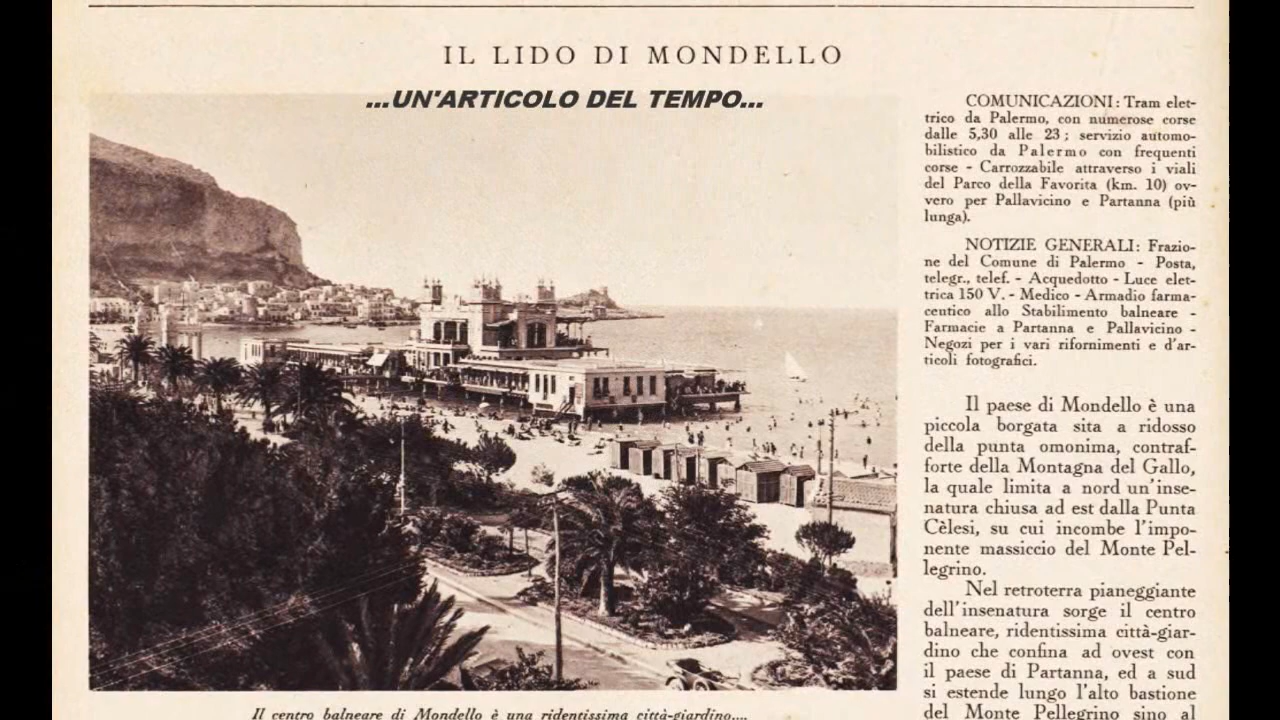 IL LIDO DI MONDELLO
...UN'ARTICOLO DEL TEMPO...
COMUNICAZIONI: Tram elet-
trico da Palermo, con numerose corse
dalle 5,30 alle 23; servizio automo-
bilistico da Palermo con frequenti
corse - Carrozzabile attraverso i viali
del Parco della Favorita (km. 10) ov-
vero per Pallavicino e Partanna (più
lunga).
NOTIZIE GENERALI: Frazio-
ne del Comune di Palermo - Posta,
telegr., telef. - Acquedotto - Luce elet-
trica 150 V. - Medico - Armadio farma-
ceutico allo Stabilimento balneare -
Farmacie a Partanna e Pallavicino -
Negozi per i vari rifornimenti e d'ar-
ticoli fotografici.
Il paese di Mondello è una
piccola borgata sita a ridosso
della punta omonima, contraf-
forte della Montagna del Gallo,
la quale limita a nord un'inse-
natura chiusa ad est dalla Punta
Cèlesi, su cui incombe l'impo-
nente massiccio del Monte Pel-
legrino.
Nel retroterra pianeggiante
dell'insenatura sorge il centro
balneare, ridentissima città-giar-
dino che confina ad ovest con
il paese di Partanna, ed a sud
si estende lungo l'alto bastione
del Monte Pellegrino sino al
Il centro balneare di Mondello è una ridentissima città-giardino....